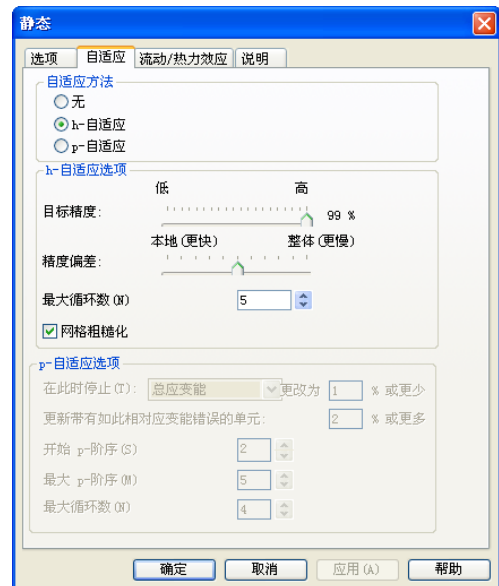 静态
选项 自适应 流动/热力效应 说明
自适应方法
无
h-自适应
p-自适应
h-自适应选项
低 高
目标精度: 99 %
本地(更快) 整体(更慢)
精度偏差:
最大循环数(N) 5
网格粗糙化
p-自适应选项
在此时停止(T): 总应变能 更改为 1 % 或更少
更新带有如此相对应变能错误的单元: 2 % 或更多
开始 p-阶序(S) 2
最大 p-阶序(M) 5
最大循环数(N) 4
确定 取消 应用(A) 帮助